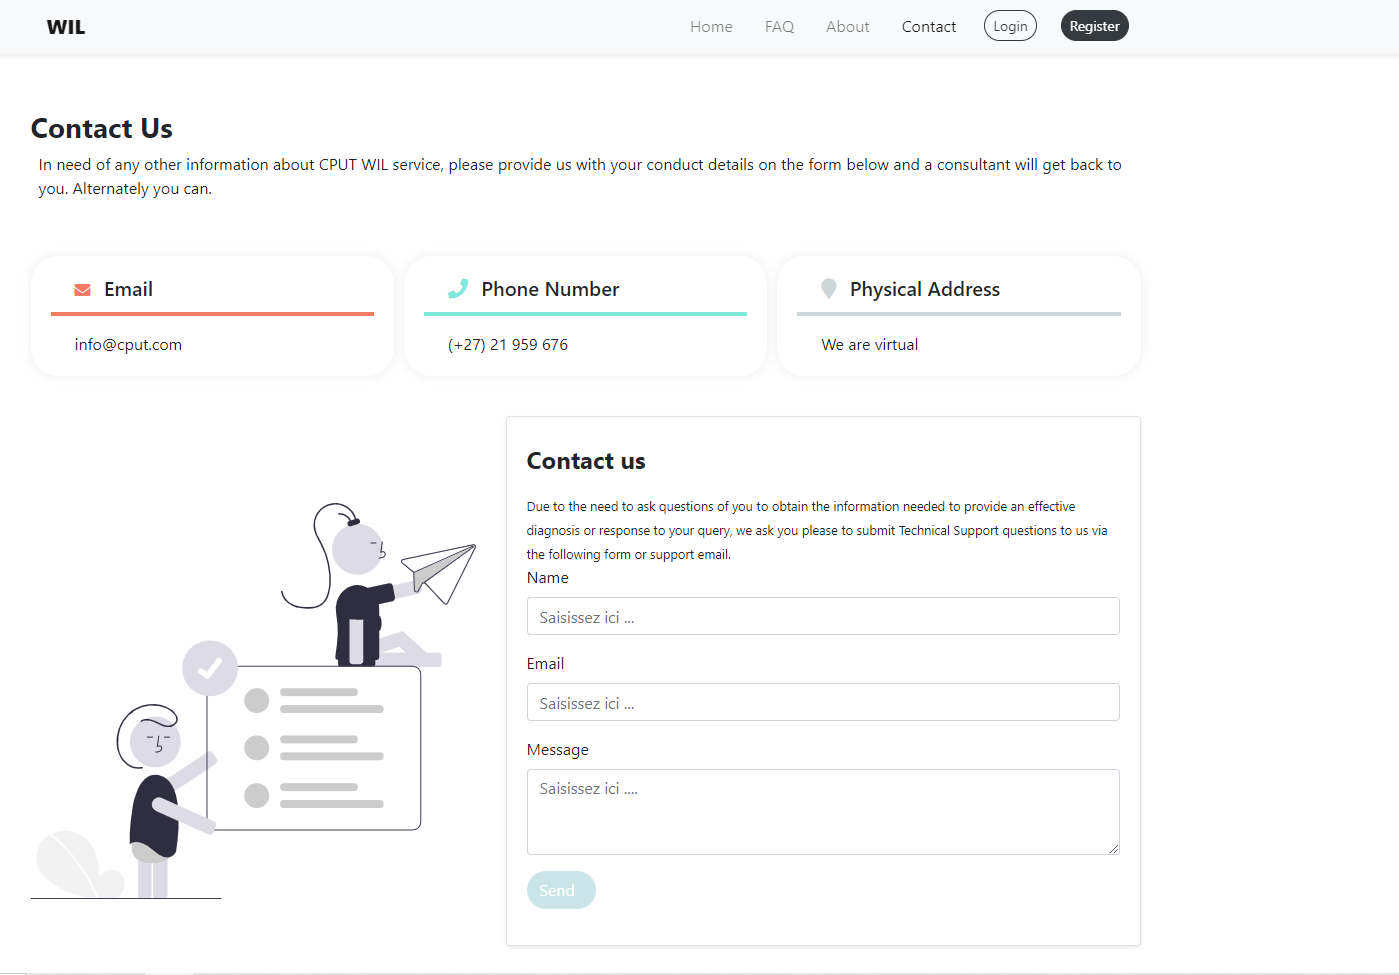 WIL
Home FAQ About Contact Login Register
Contact Us
In need of any other information about CPUT WIL service, please provide us with your conduct details on the form below and a consultant will get back to
you. Alternately you can.
Email
info@cput.com
Phone Number
(+27) 21 959 676
Physical Address
We are virtual
Contact us
Due to the need to ask questions of you to obtain the information needed to provide an effective
diagnosis or response to your query, we ask you please to submit Technical Support questions to us via
the following form or support email.
Name
Saisissez ici ...
Email
Saisissez ici ...
Message
Saisissez ici ....
Send